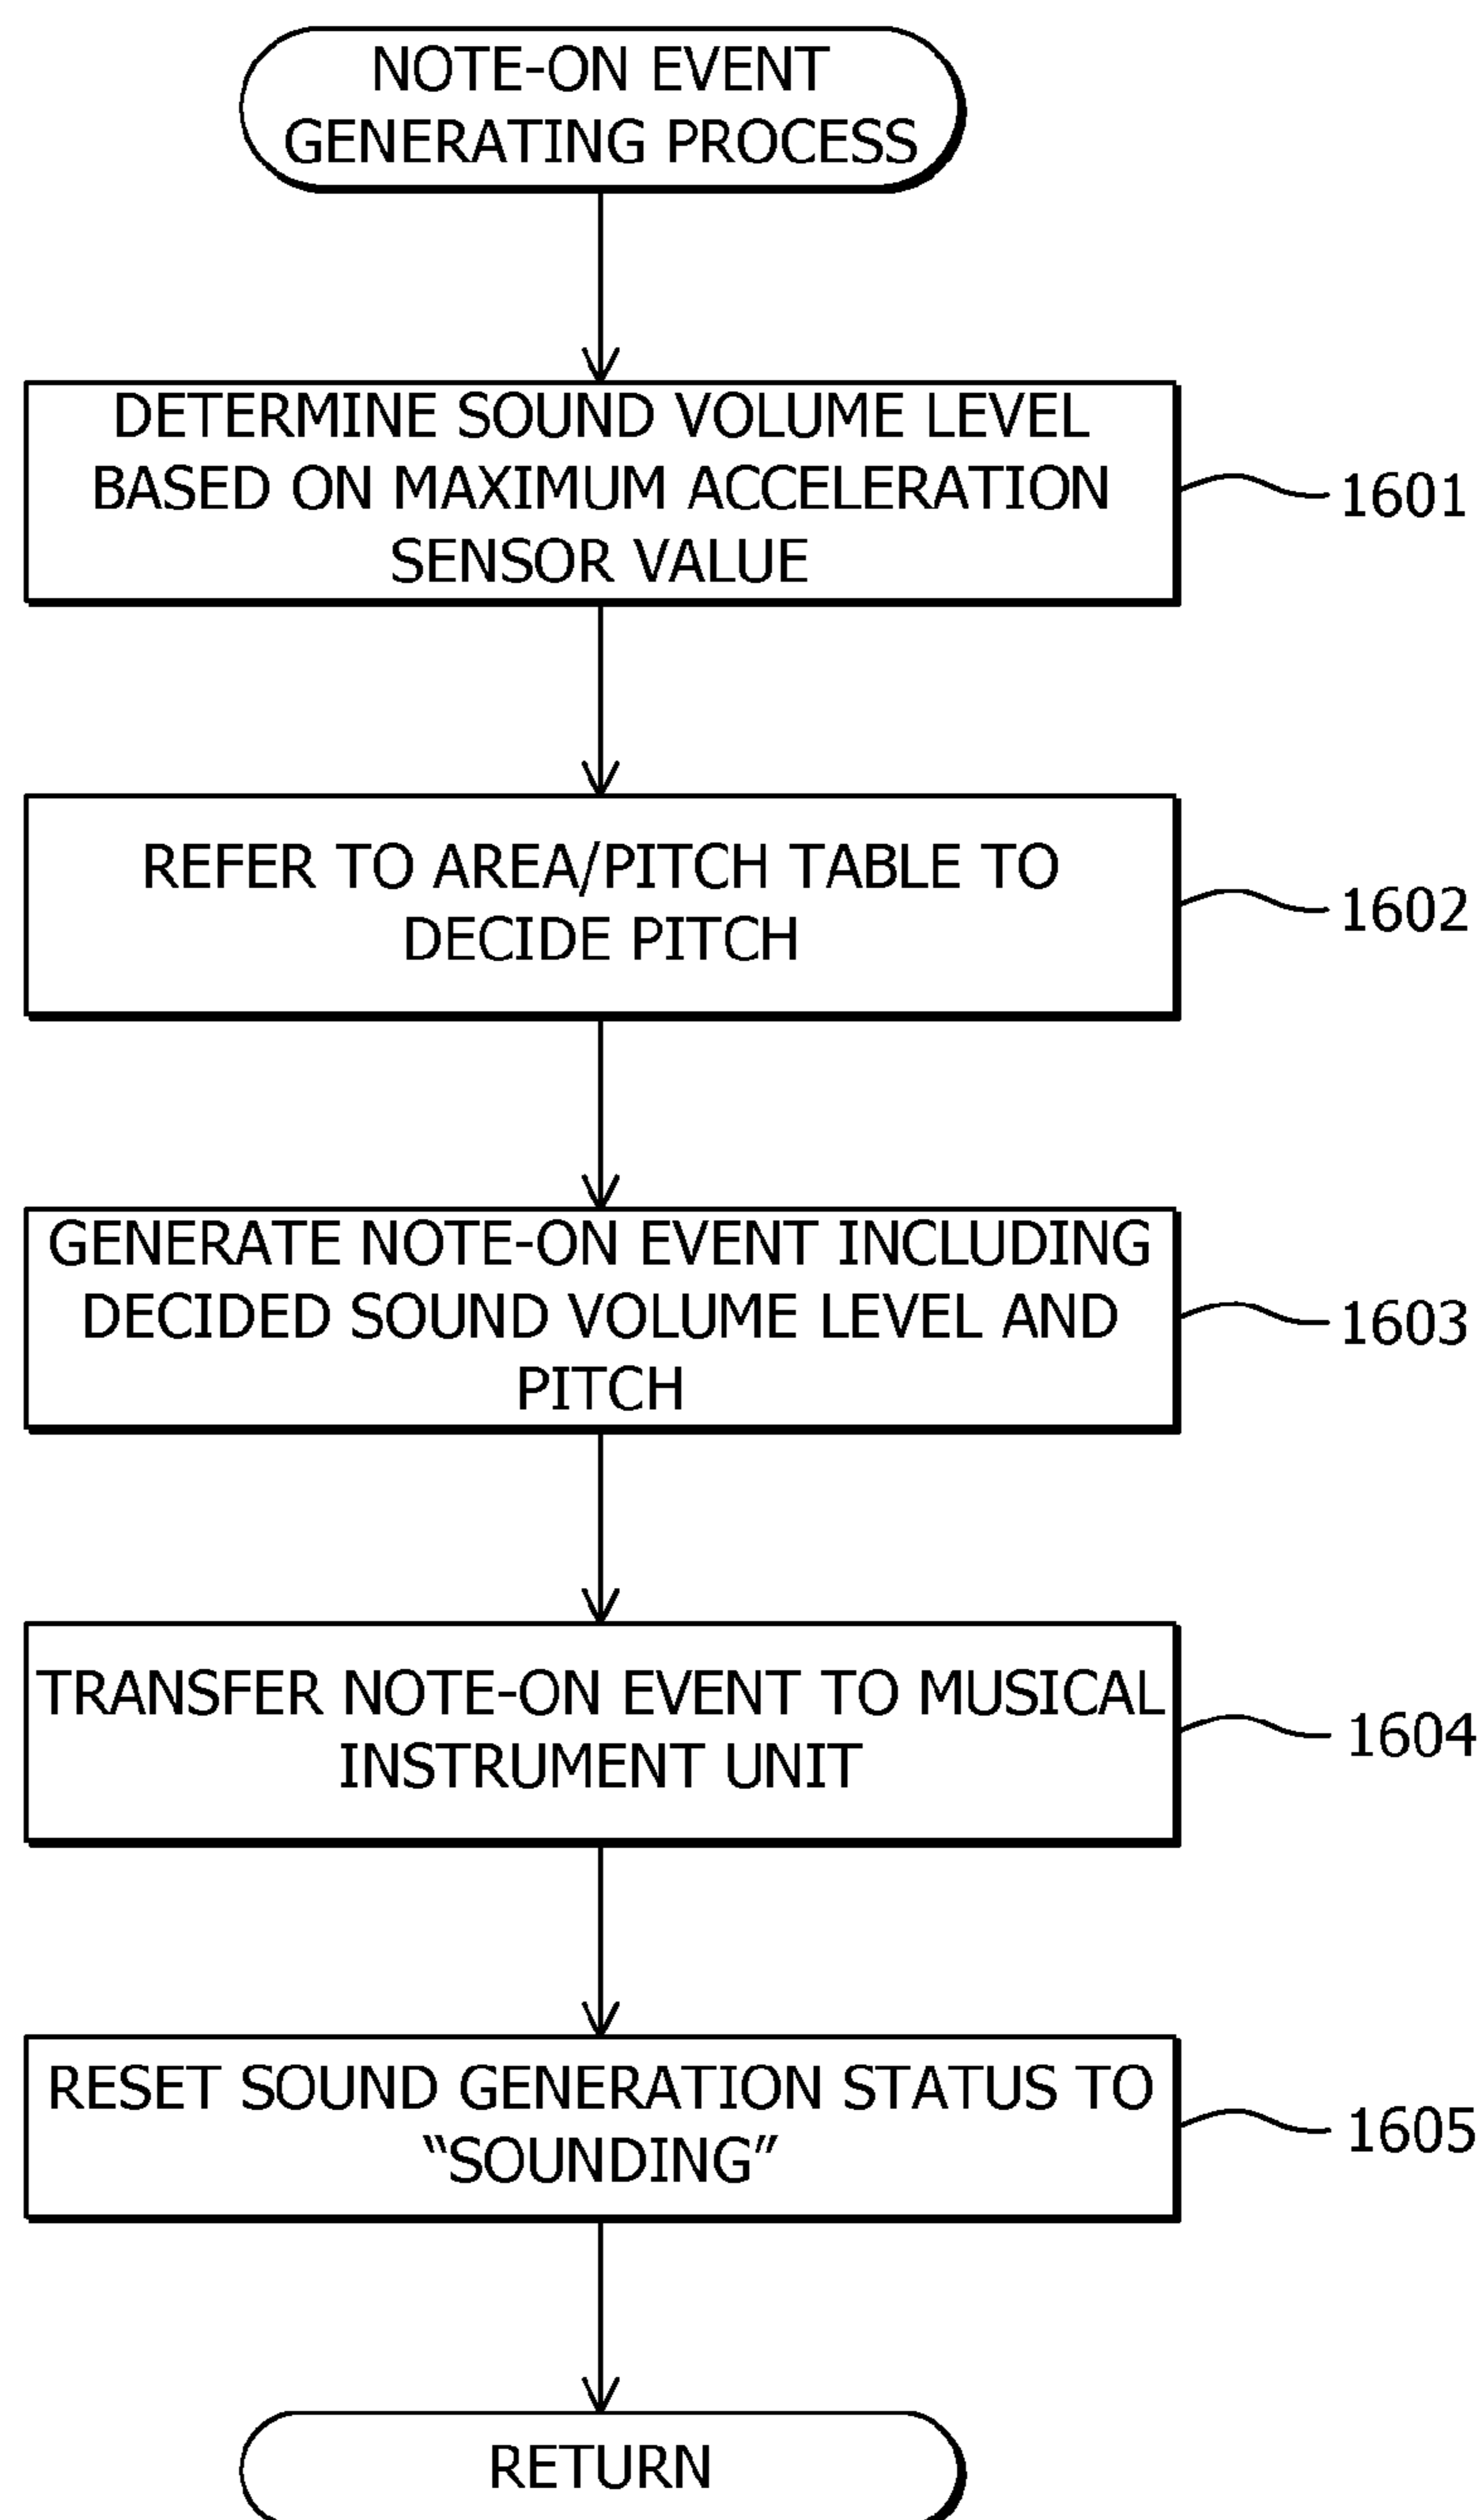 NOTE-ON EVENT
GENERATING PROCESS
DETERMINE SOUND VOLUME LEVEL
BASED ON MAXIMUM ACCELERATION
SENSOR VALUE
1601
REFER TO AREA/PITCH TABLE TO
DECIDE PITCH
1602
GENERATE NOTE-ON EVENT INCLUDING
DECIDED SOUND VOLUME LEVEL AND
PITCH
1603
TRANSFER NOTE-ON EVENT TO MUSICAL
INSTRUMENT UNIT
1604
RESET SOUND GENERATION STATUS TO
“SOUNDING”
1605
RETURN